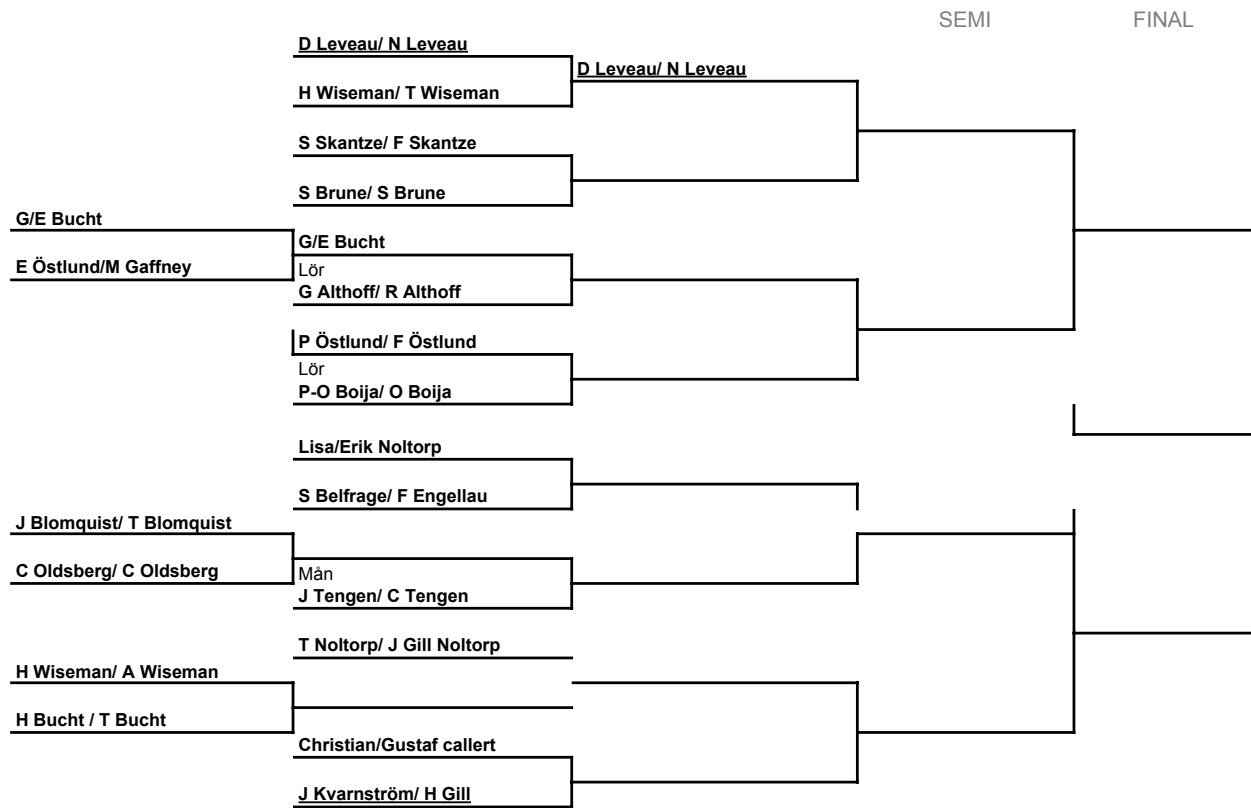 SEMI FINAL
D Leveau/ N Leveau
D Leveau/ N Leveau
H Wiseman/ T Wiseman
S Skantze/ F Skantze
S Brune/ S Brune
G/E Bucht
G/E Bucht
E Östlund/M Gaffney
Lör
G Althoff/ R Althoff
P Östlund/ F Östlund
Lör
P-O Boija/ O Boija
Lisa/Erik Noltorp
S Belfrage/ F Engellau
J Blomquist/ T Blomquist
C Oldsberg/ C Oldsberg
Mån
J Tengen/ C Tengen
T Noltorp/ J Gill Noltorp
H Wiseman/ A Wiseman
H Bucht / T Bucht
Christian/Gustaf callert
J Kvarnström/ H Gill